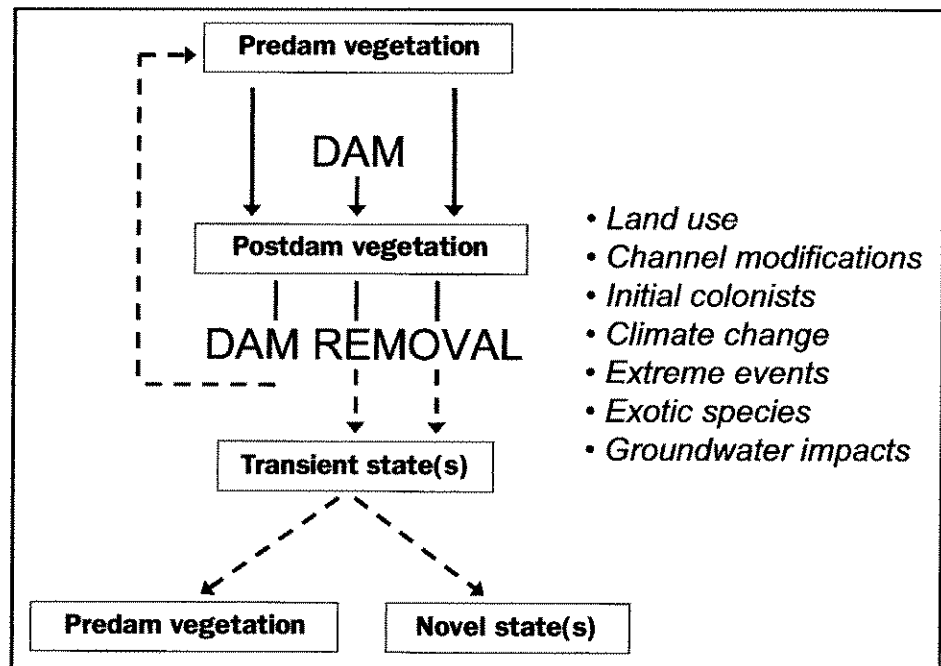 Predam vegetation
DAM
Postdam vegetation
DAM REMOVAL
Transient state(s)
Predam vegetation
Novel state(s)
• Land use
• Channel modifications
• Initial colonists
• Climate change
• Extreme events
• Exotic species
• Groundwater impacts